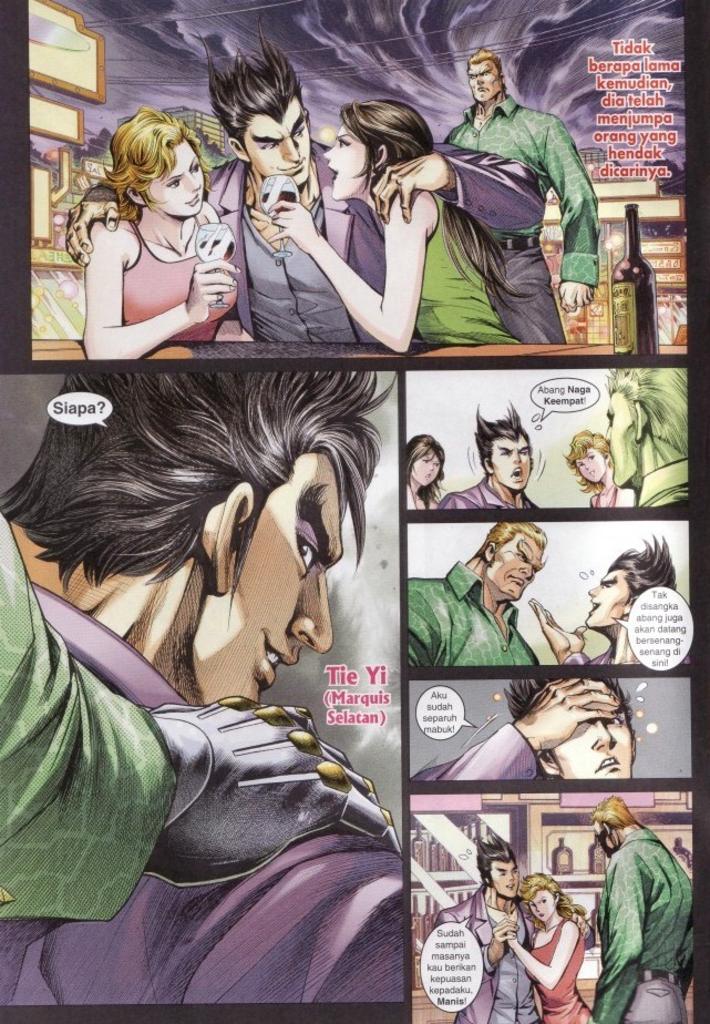 Tidak
berapa lama
kemudian,
dia telah
menjumpa
orang yang
hendak
dicarinya.
Siapa?
Tie Yi
(Marquis
Selatan)
Abang Naga
Keempat!
Tak
disangka
abang juga
akan datang
bersenang-
senang di
sini!
Aku
sudah
separuh
mabuk!
Sudah
sampai
masanya
kau berikan
kepuasan
kepadaku,
Manis!